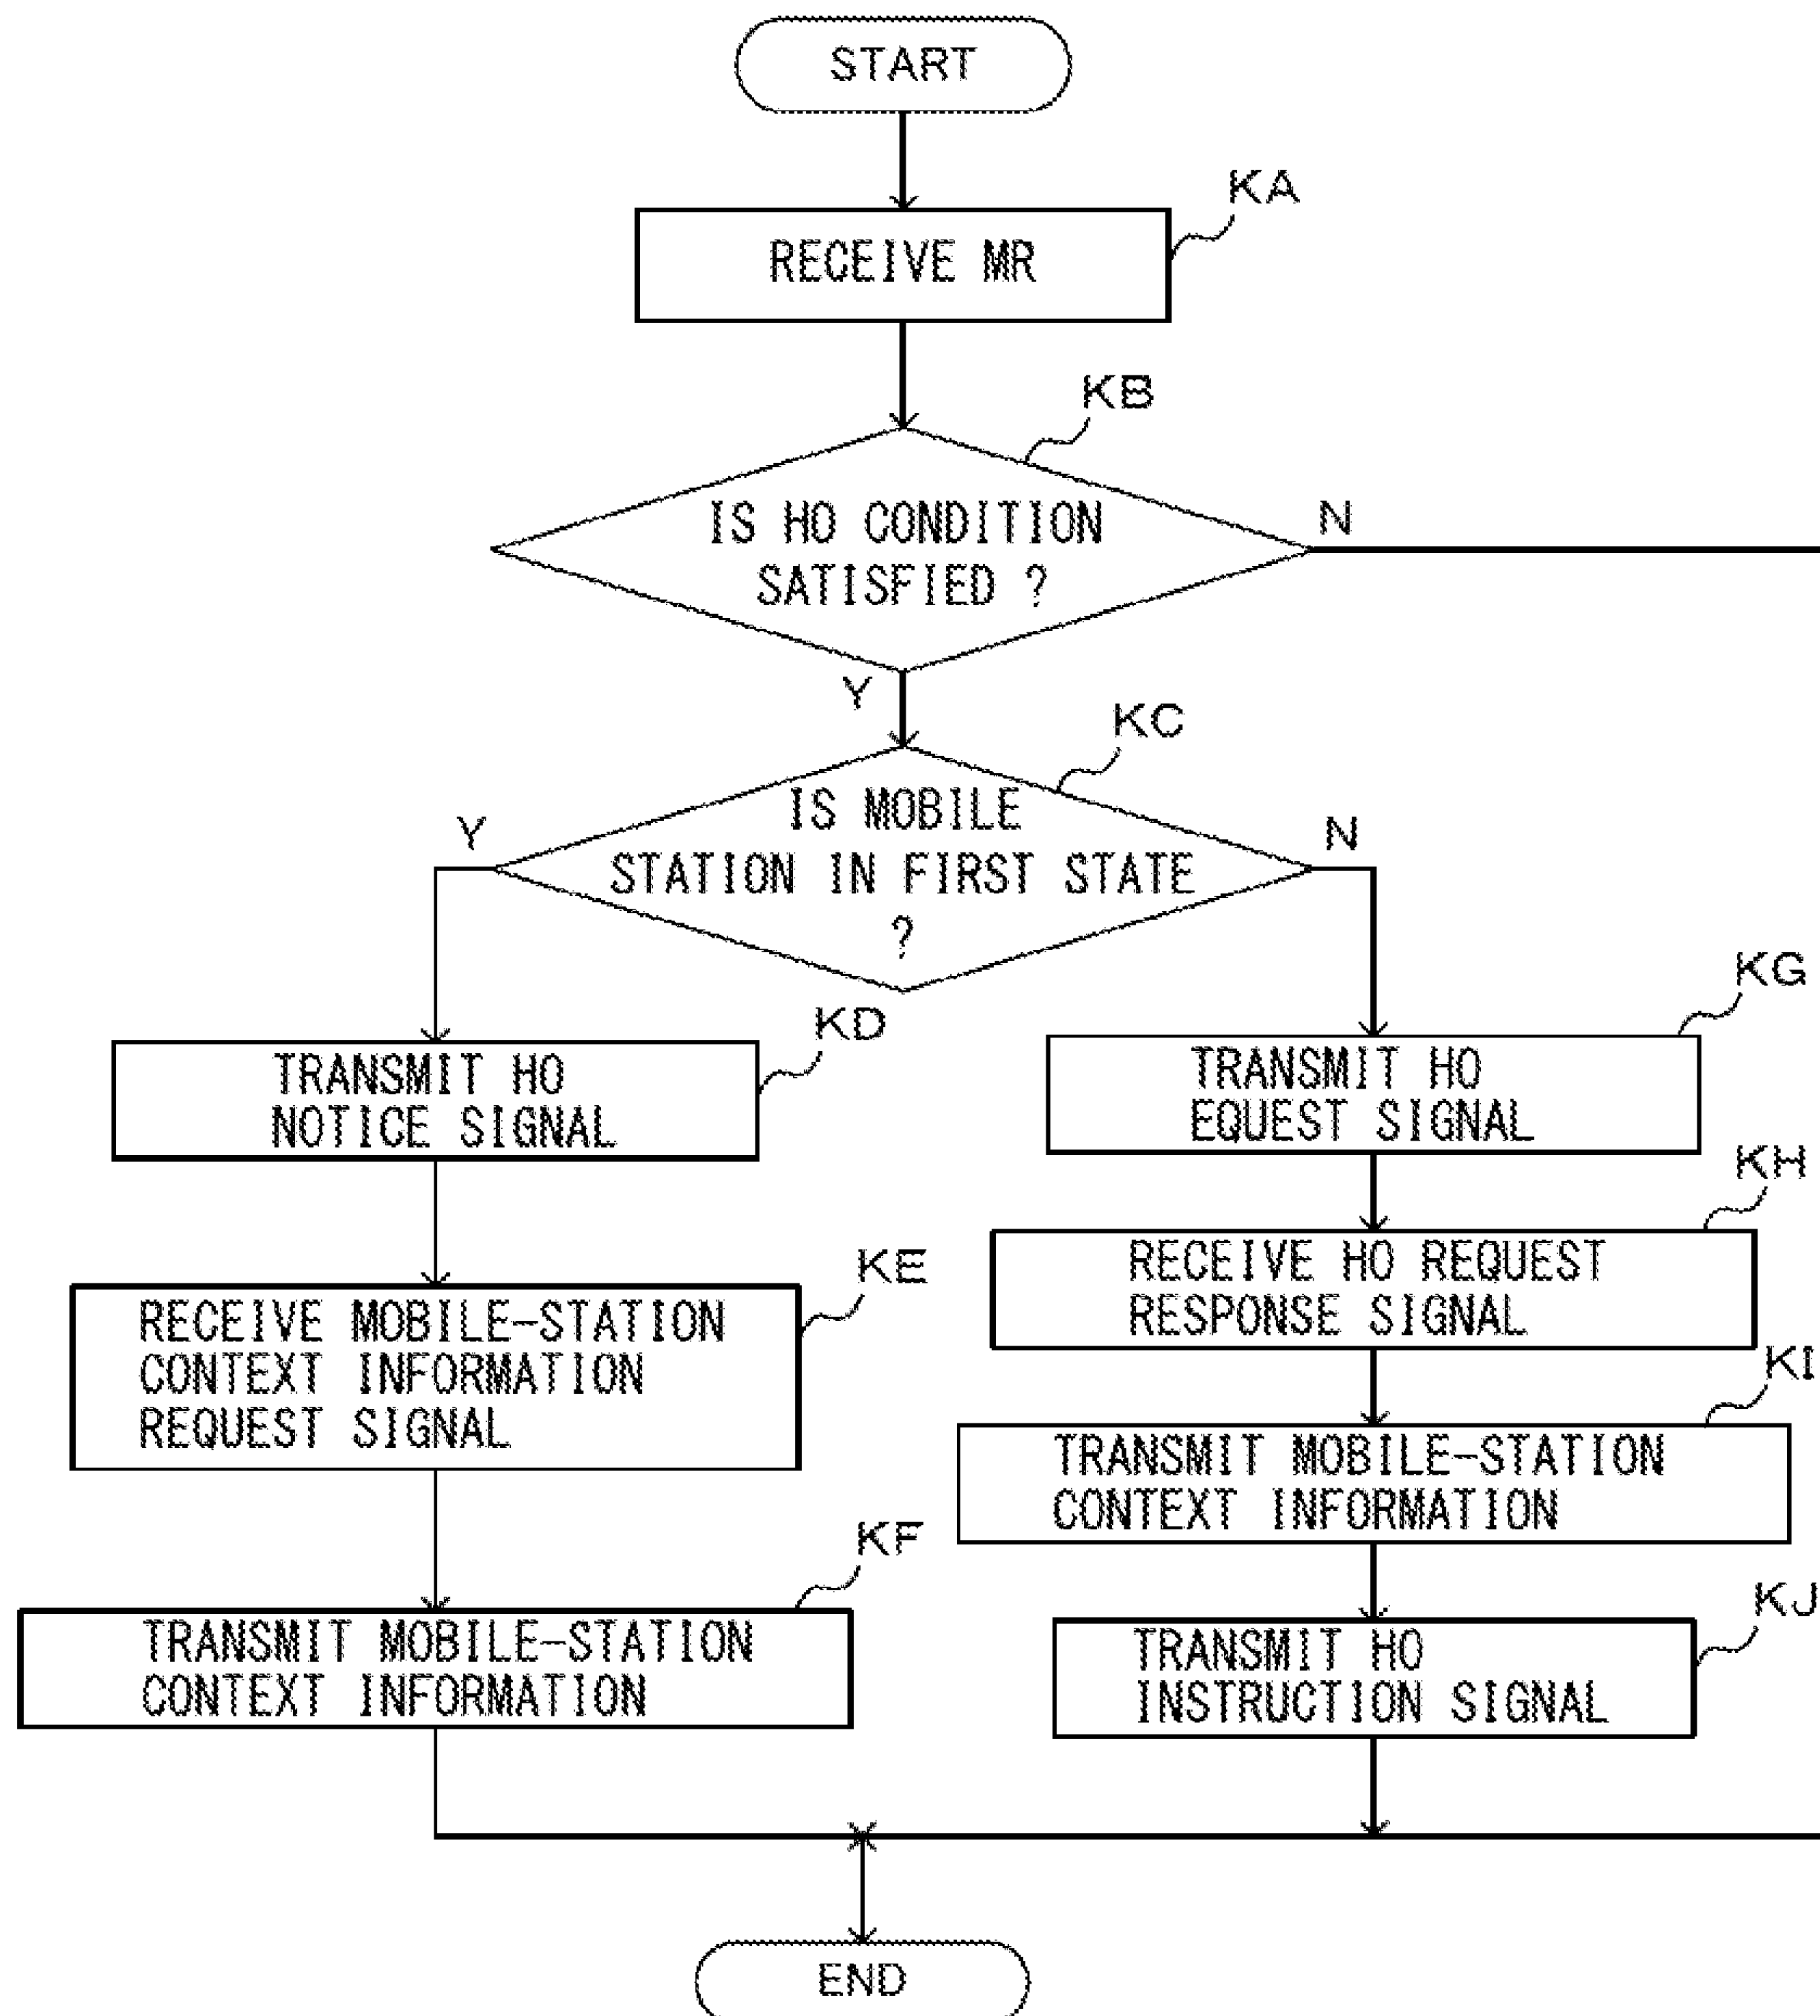 START
KA
RECEIVE MR
KB
IS HO CONDITION
SATISFIED ?
N
Y
KC
IS MOBILE
STATION IN FIRST STATE
?
Y
N
KD
TRANSMIT HO
NOTICE SIGNAL
KE
RECEIVE MOBILE-STATION
CONTEXT INFORMATION
REQUEST SIGNAL
KF
TRANSMIT MOBILE-STATION
CONTEXT INFORMATION
KG
TRANSMIT HO
EQUEST SIGNAL
KH
RECEIVE HO REQUEST
RESPONSE SIGNAL
KI
TRANSMIT MOBILE-STATION
CONTEXT INFORMATION
KJ
TRANSMIT HO
INSTRUCTION SIGNAL
END